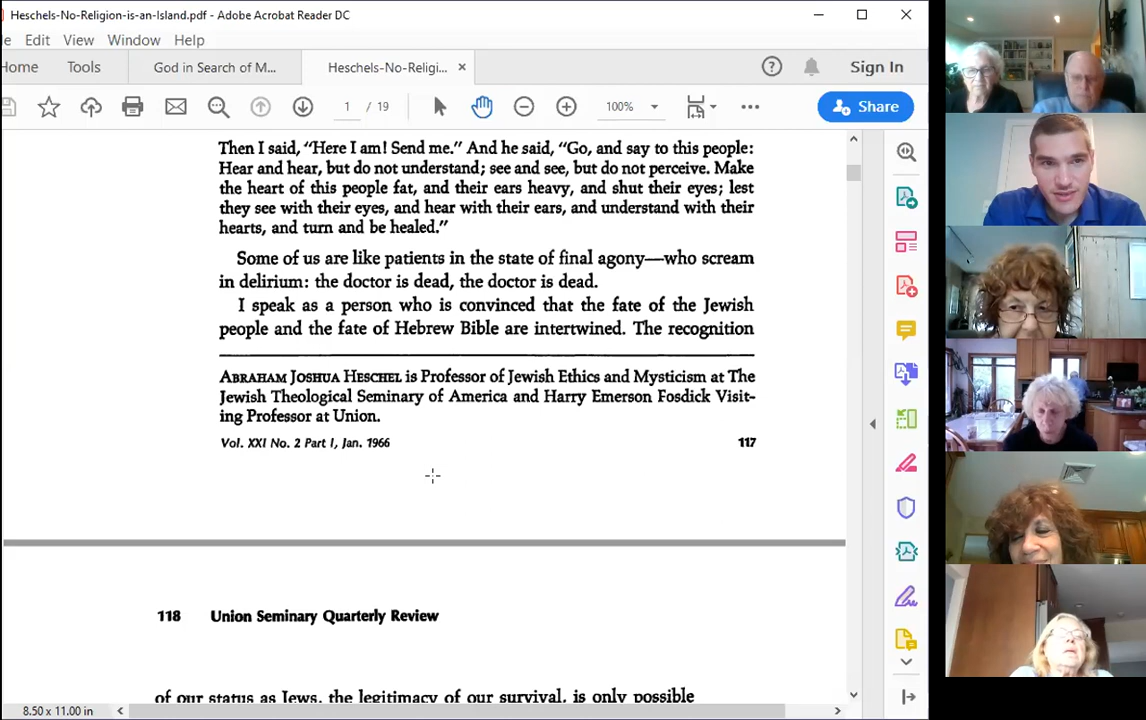 Heschels-No-Religion-is-an-Island.pdf - Adobe Acrobat Reader DC
Edit View Window Help
Home Tools God in Search of M... Heschels-No-Religi... Sign In
1 / 19 100% Share
Then I said, “Here I am! Send me.” And he said, “Go, and say to this people:
Hear and hear, but do not understand; see and see, but do not perceive. Make
the heart of this people fat, and their ears heavy, and shut their eyes; lest
they see with their eyes, and hear with their ears, and understand with their
hearts, and turn and be healed.”
Some of us are like patients in the state of final agony—who scream
in delirium: the doctor is dead, the doctor is dead.
I speak as a person who is convinced that the fate of the Jewish
people and the fate of Hebrew Bible are intertwined. The recognition
ABRAHAM JOSHUA HESCHEL is Professor of Jewish Ethics and Mysticism at The
Jewish Theological Seminary of America and Harry Emerson Fosdick Visit-
ing Professor at Union.
Vol. XXI No. 2 Part I, Jan. 1966 117
118 Union Seminary Quarterly Review
of our status as Jews, the legitimacy of our survival, is only possible
8.50 x 11.00 in